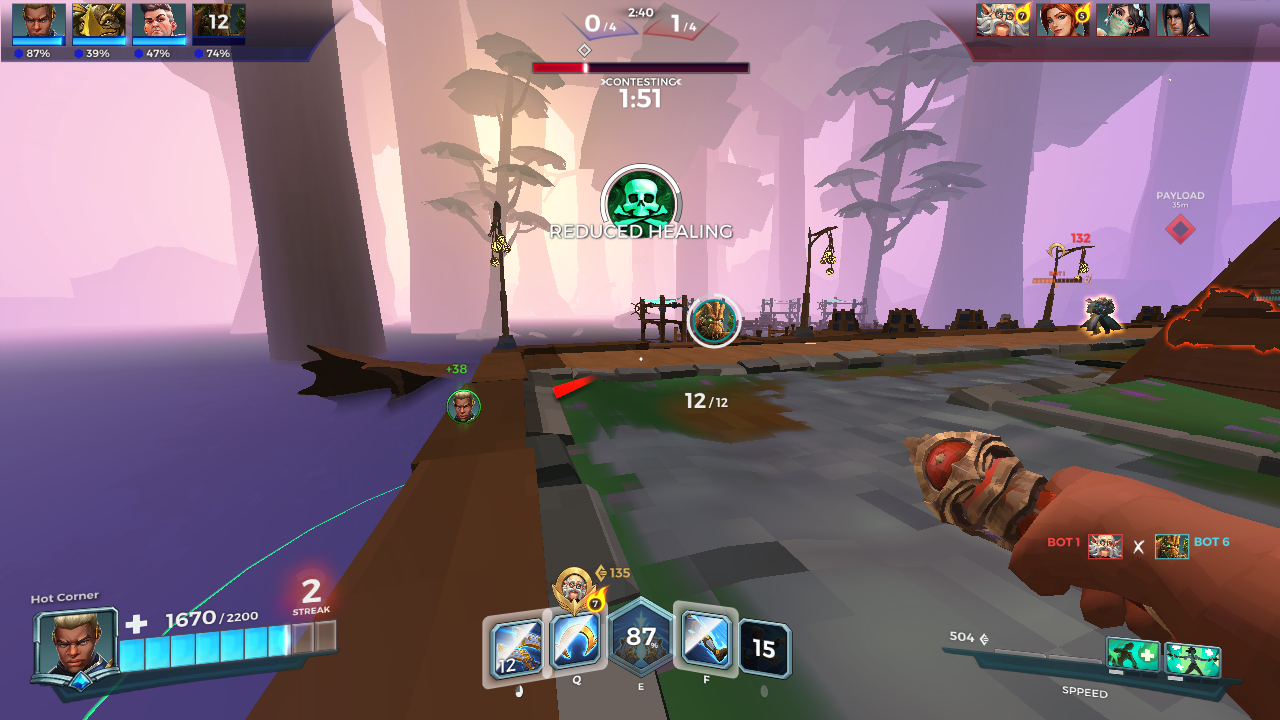 12
87%
39%
47%
74%
0/4
2:40
1/4
7
5
›CONTESTING‹
1:51
REDUCED HEALING
PAYLOAD
35m
132
+38
12/12
BOT 1
BOT 6
135
7
Hot Corner
1670/2200
2
STREAK
12
87%
15
Q
E
F
504
SPPEED